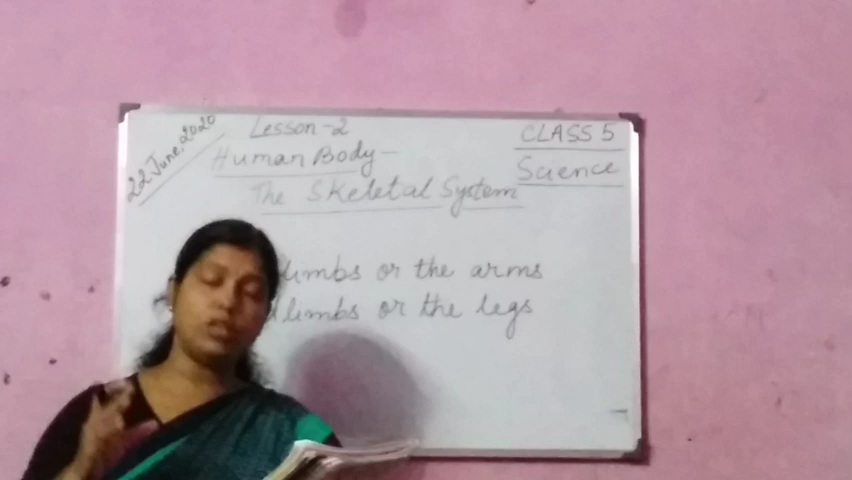 22 June, 2020
Lesson-2
CLASS 5
Human Body-
Science
The Skeletal System
limbs or the arms
limbs or the legs